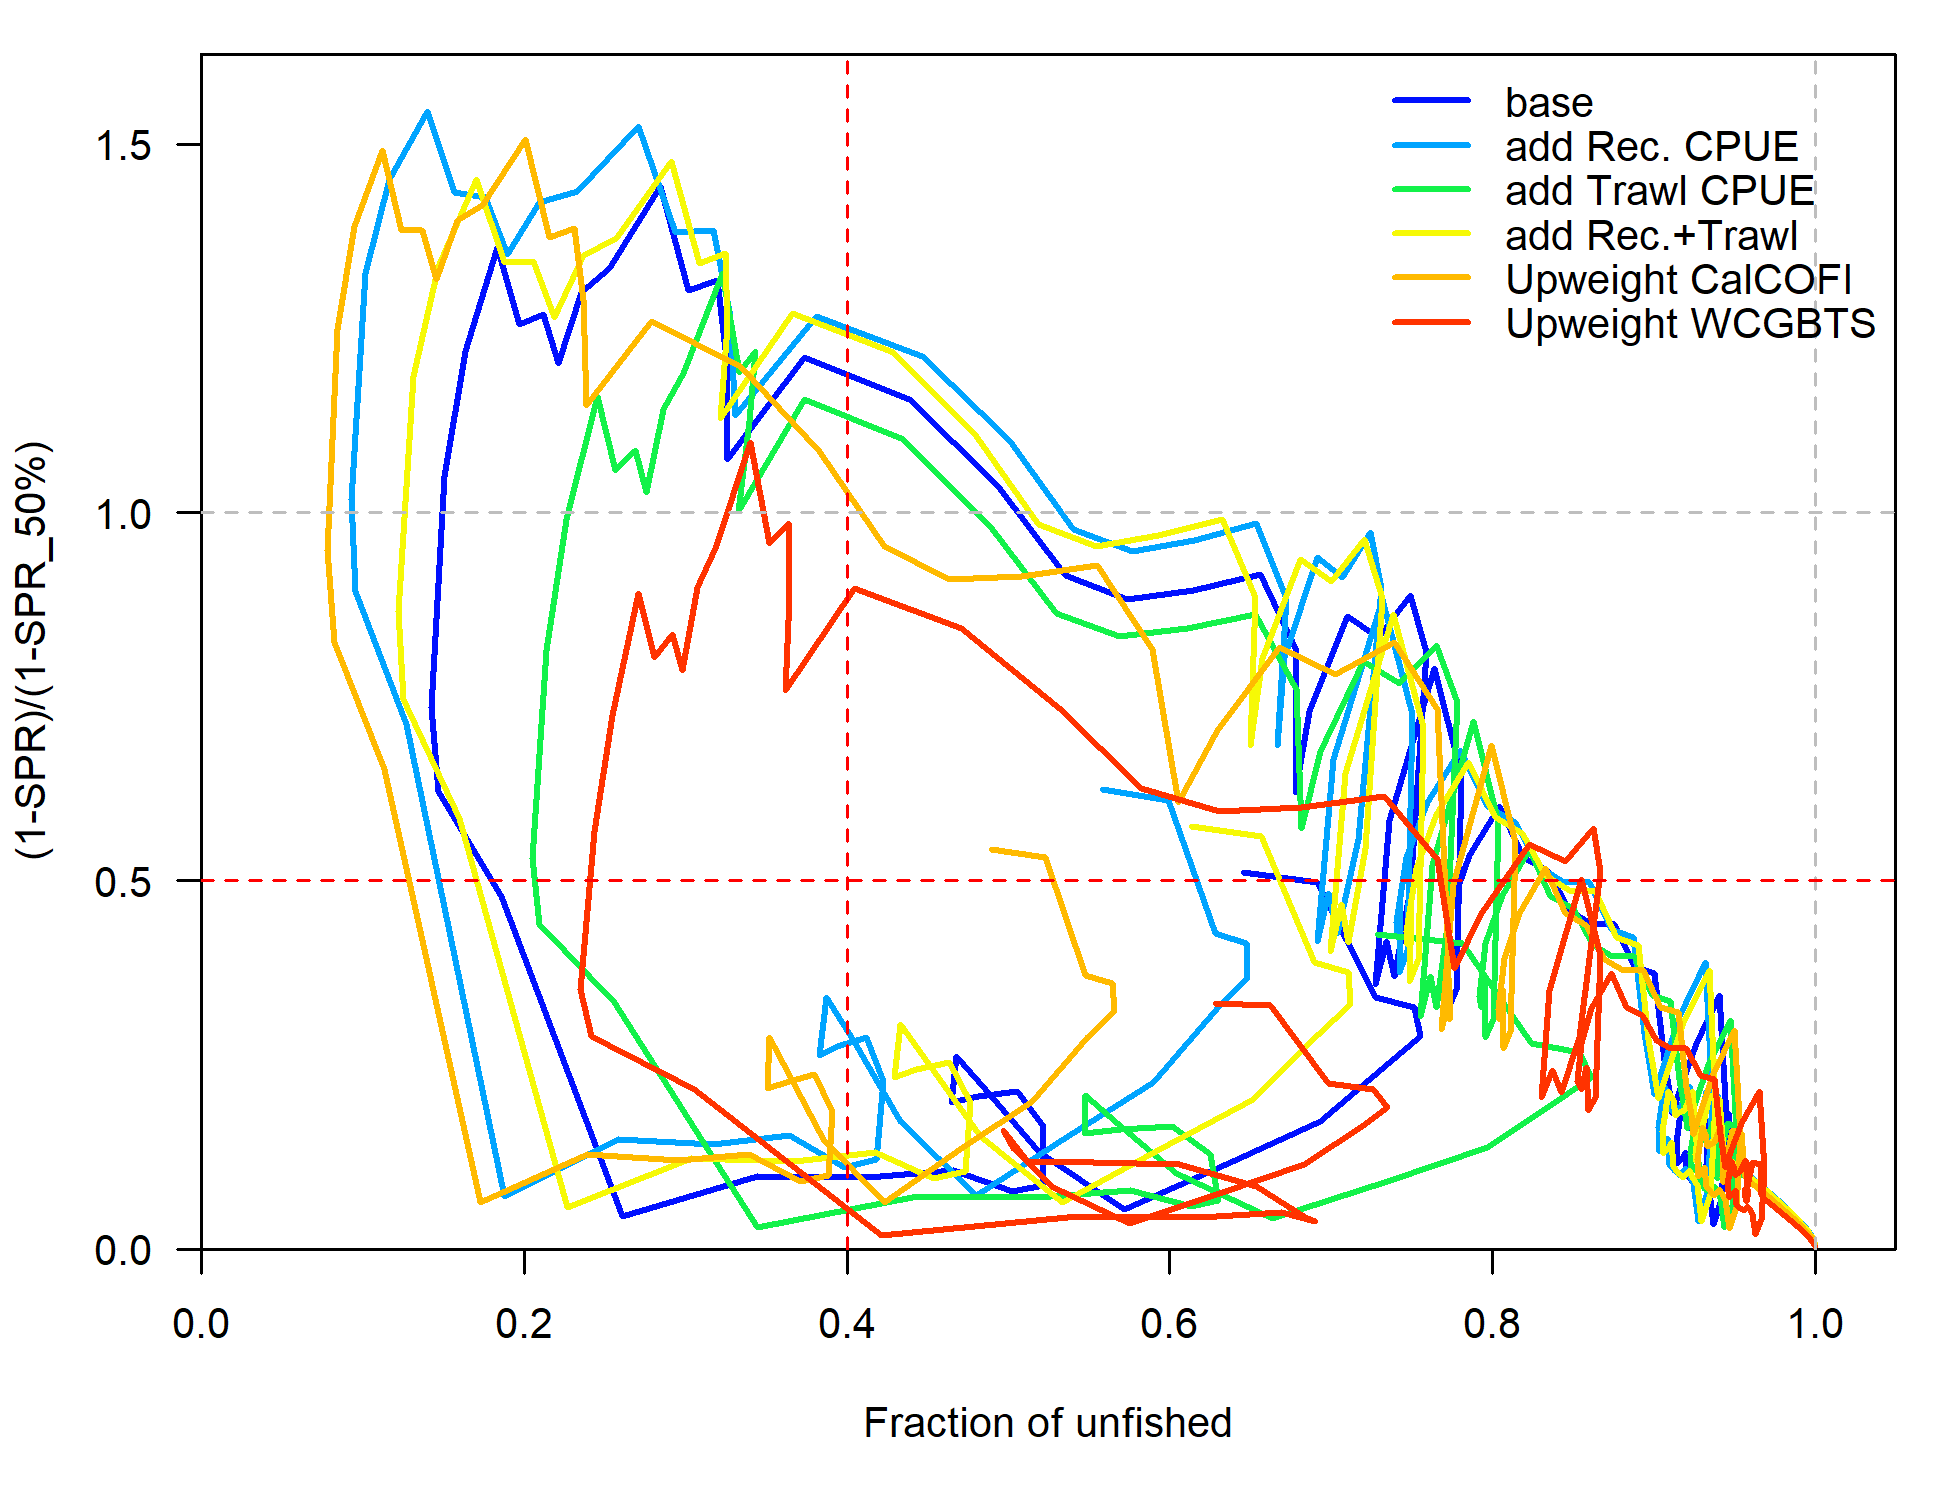 base
add Rec. CPUE
add Trawl CPUE
add Rec.+Trawl
Upweight CalCOFI
Upweight WCGBTS
1.5
1.0
0.5
0.0
(1-SPR)/(1-SPR_50%)
0.0 0.2 0.4 0.6 0.8 1.0
Fraction of unfished